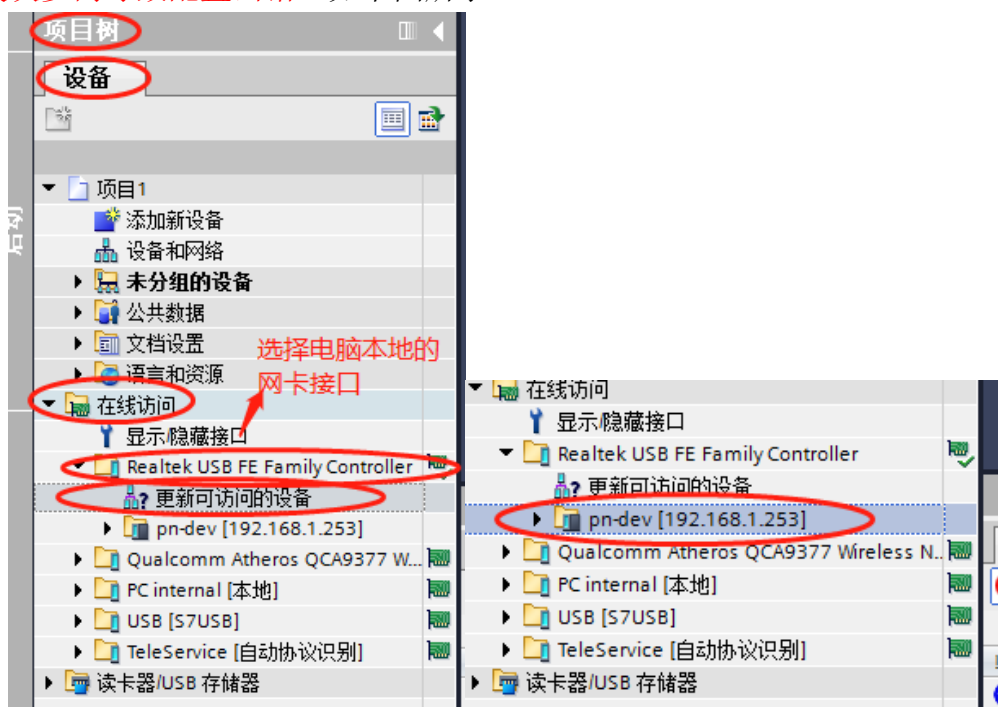 项目树
设备
项目1
添加新设备
设备和网络
未分组的设备
公共数据
文档设置
语言和资源
选择电脑本地的
网卡接口
在线访问
显示/隐藏接口
Realtek USB FE Family Controller
更新可访问的设备
pn-dev [192.168.1.253]
Qualcomm Atheros QCA9377 W...
PC internal [本地]
USB [S7USB]
TeleService [自动协议识别]
读卡器/USB 存储器
启动
在线访问
显示/隐藏接口
Realtek USB FE Family Controller
更新可访问的设备
pn-dev [192.168.1.253]
Qualcomm Atheros QCA9377 Wireless N..
PC internal [本地]
USB [S7USB]
TeleService [自动协议识别]
读卡器/USB 存储器